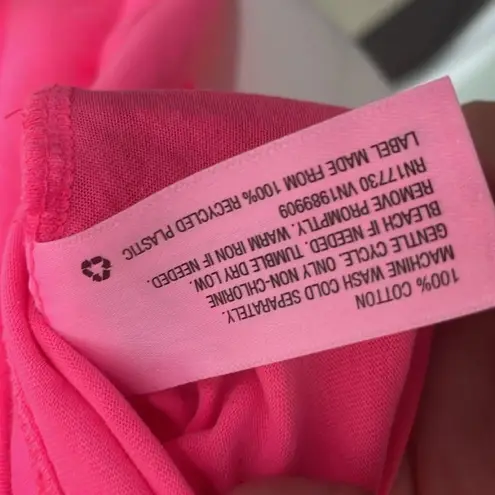 100% COTTON
MACHINE WASH COLD SEPARATELY.
GENTLE CYCLE. ONLY NON-CHLORINE
BLEACH IF NEEDED. TUMBLE DRY LOW.
REMOVE PROMPTLY. WARM IRON IF NEEDED.
RN17730 VN1989909
LABEL MADE FROM 100% RECYCLED PLASTIC